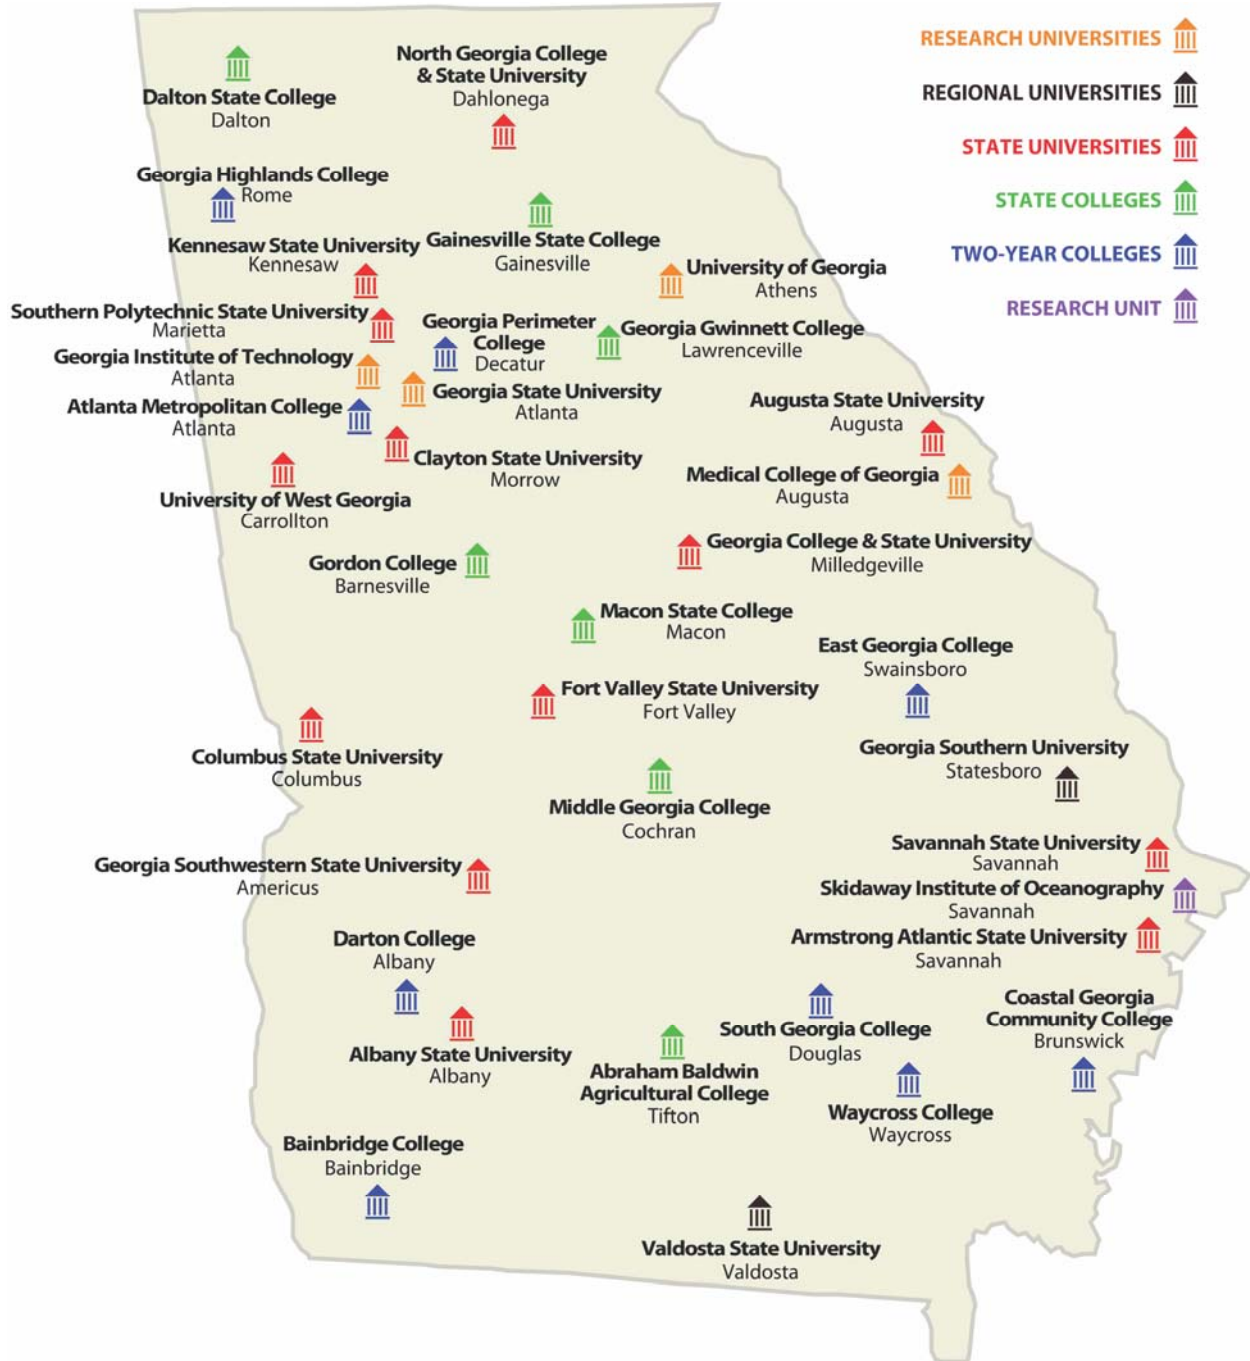 RESEARCH UNIVERSITIES
REGIONAL UNIVERSITIES
STATE UNIVERSITIES
STATE COLLEGES
TWO-YEAR COLLEGES
RESEARCH UNIT
North Georgia College
& State University
Dahlonega
Dalton State College
Dalton
Georgia Highlands College
Rome
Gainesville State College
Gainesville
Kennesaw State University
Kennesaw
University of Georgia
Athens
Southern Polytechnic State University
Marietta
Georgia Perimeter
College
Decatur
Georgia Gwinnett College
Lawrenceville
Georgia Institute of Technology
Atlanta
Georgia State University
Atlanta
Atlanta Metropolitan College
Atlanta
Augusta State University
Augusta
Clayton State University
Morrow
Medical College of Georgia
Augusta
University of West Georgia
Carrollton
Georgia College & State University
Milledgeville
Gordon College
Barnesville
Macon State College
Macon
East Georgia College
Swainsboro
Fort Valley State University
Fort Valley
Columbus State University
Columbus
Georgia Southern University
Statesboro
Middle Georgia College
Cochran
Savannah State University
Savannah
Georgia Southwestern State University
Americus
Skidaway Institute of Oceanography
Savannah
Armstrong Atlantic State University
Savannah
Darton College
Albany
Coastal Georgia
Community College
Brunswick
South Georgia College
Douglas
Albany State University
Albany
Abraham Baldwin
Agricultural College
Tifton
Waycross College
Waycross
Bainbridge College
Bainbridge
Valdosta State University
Valdosta